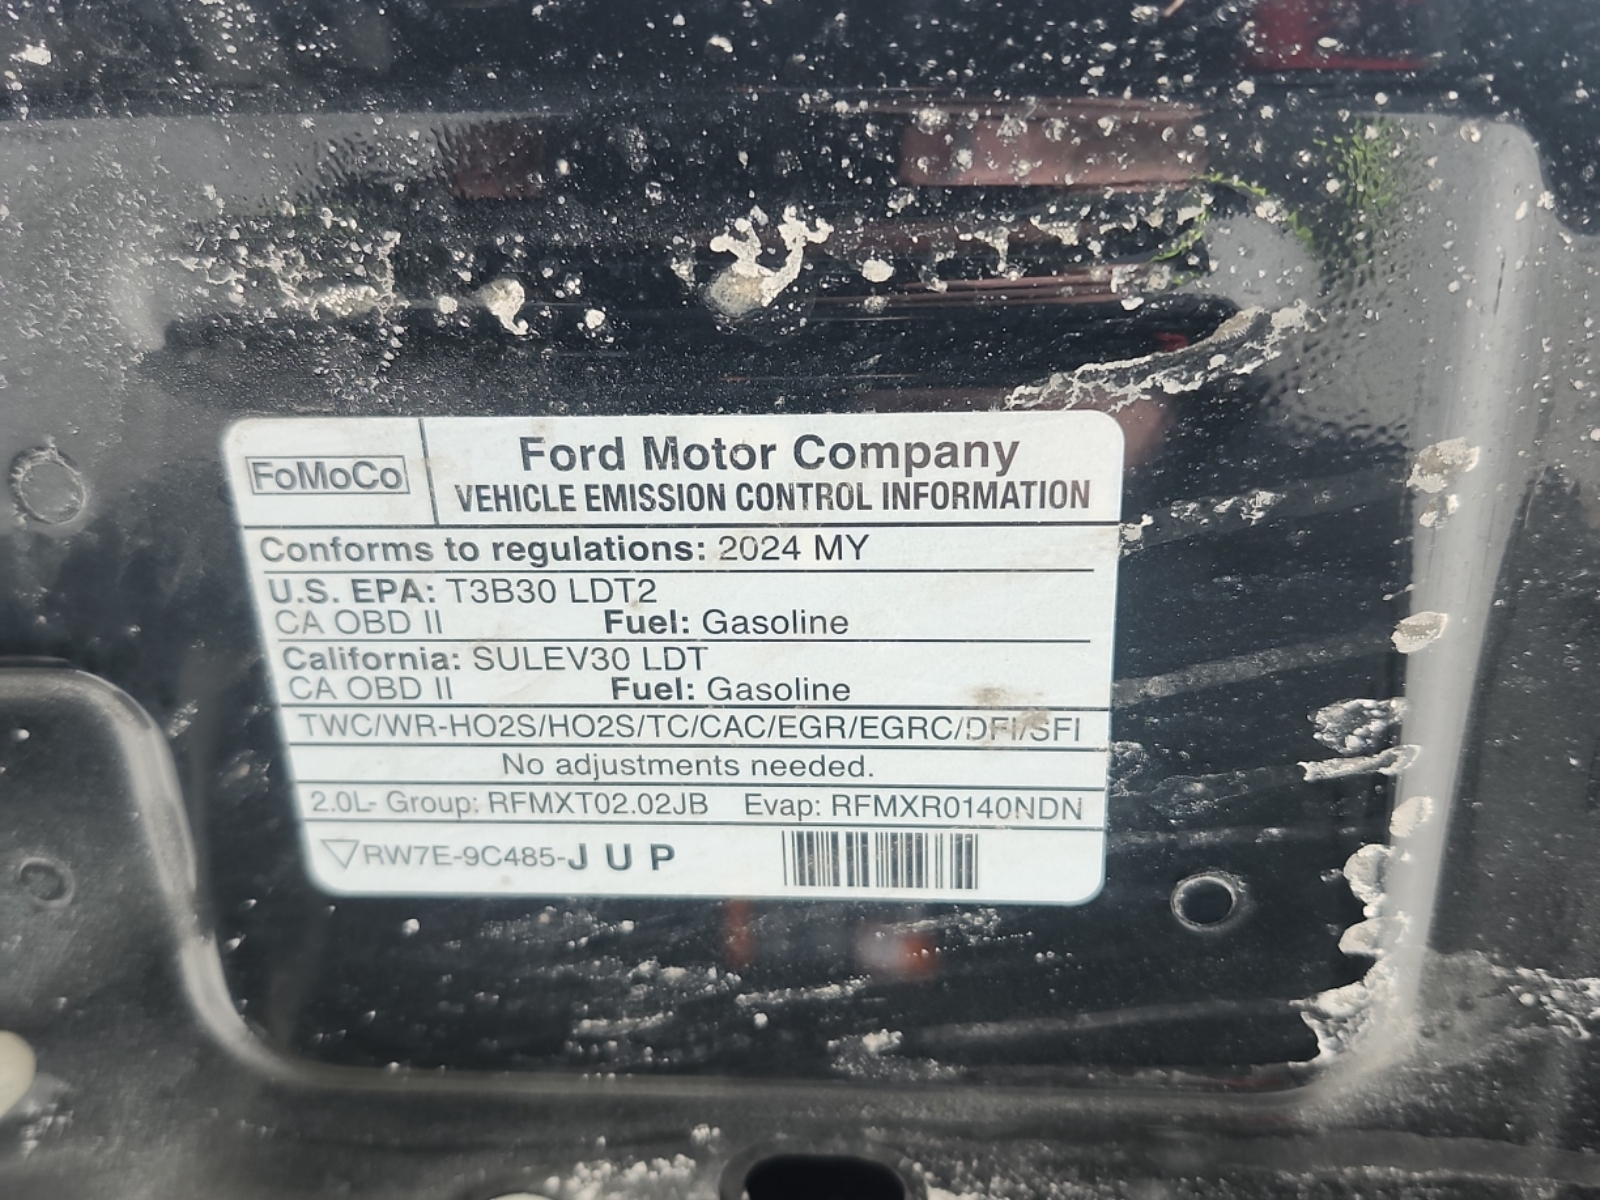 FoMoCo
Ford Motor Company
VEHICLE EMISSION CONTROL INFORMATION
Conforms to regulations: 2024 MY
U.S. EPA: T3B30 LDT2
CA OBD II Fuel: Gasoline
California: SULEV30 LDT
CA OBD II Fuel: Gasoline
TWC/WR-HO2S/HO2S/TC/CAC/EGR/EGRC/DFI/SFI
No adjustments needed.
2.0L- Group: RFMXT02.02JB Evap: RFMXR0140NDN
RW7E-9C485-J U P